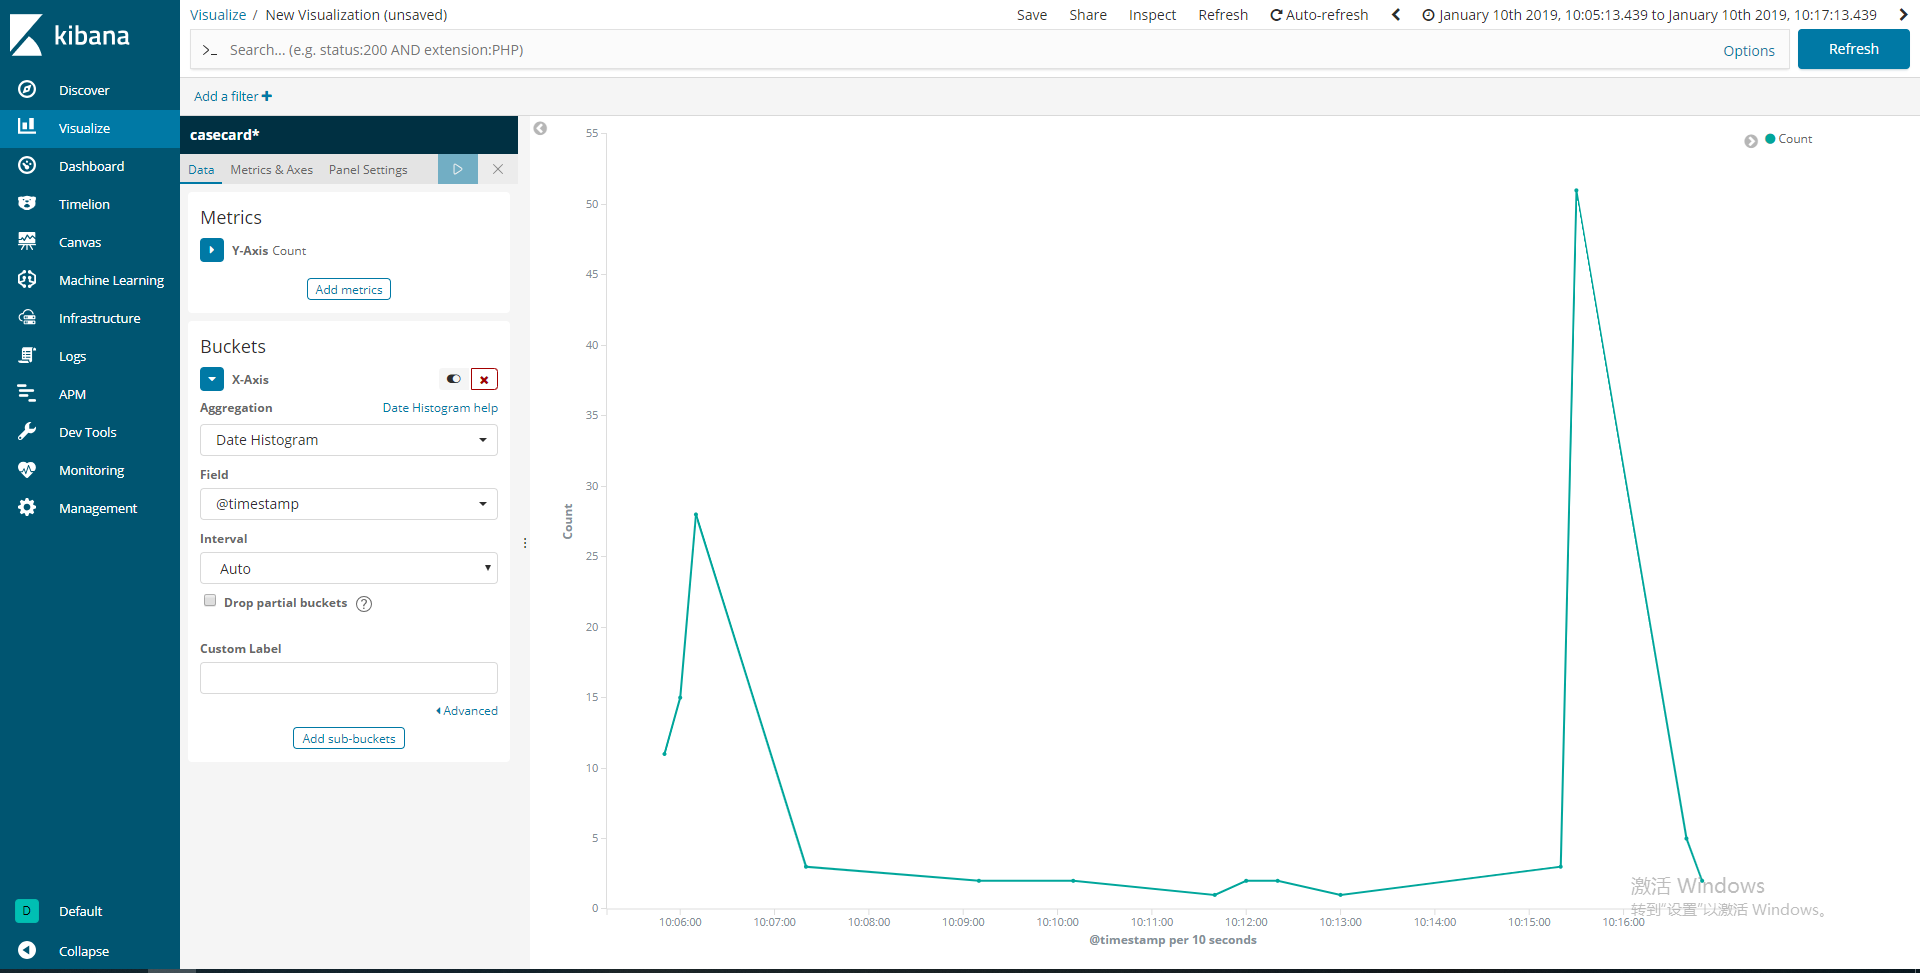 kibana
Discover
Visualize
Dashboard
Timelion
Canvas
Machine Learning
Infrastructure
Logs
APM
Dev Tools
Monitoring
Management
D Default
Collapse
Visualize / New Visualization (unsaved)
Save Share Inspect Refresh Auto-refresh January 10th 2019, 10:05:13.439 to January 10th 2019, 10:17:13.439
>_ Search... (e.g. status:200 AND extension:PHP) Options Refresh
Add a filter +
casecard*
Data Metrics & Axes Panel Settings
Metrics
Y-Axis Count
Add metrics
Buckets
X-Axis
Aggregation Date Histogram help
Date Histogram
Field
@timestamp
Interval
Auto
Drop partial buckets ?
Custom Label
Advanced
Add sub-buckets
Count
55
50
45
40
35
30
25
20
15
10
5
0
Count
10:06:00 10:07:00 10:08:00 10:09:00 10:10:00 10:11:00 10:12:00 10:13:00 10:14:00 10:15:00 10:16:00
@timestamp per 10 seconds
激活 Windows
转到“设置”以激活 Windows。